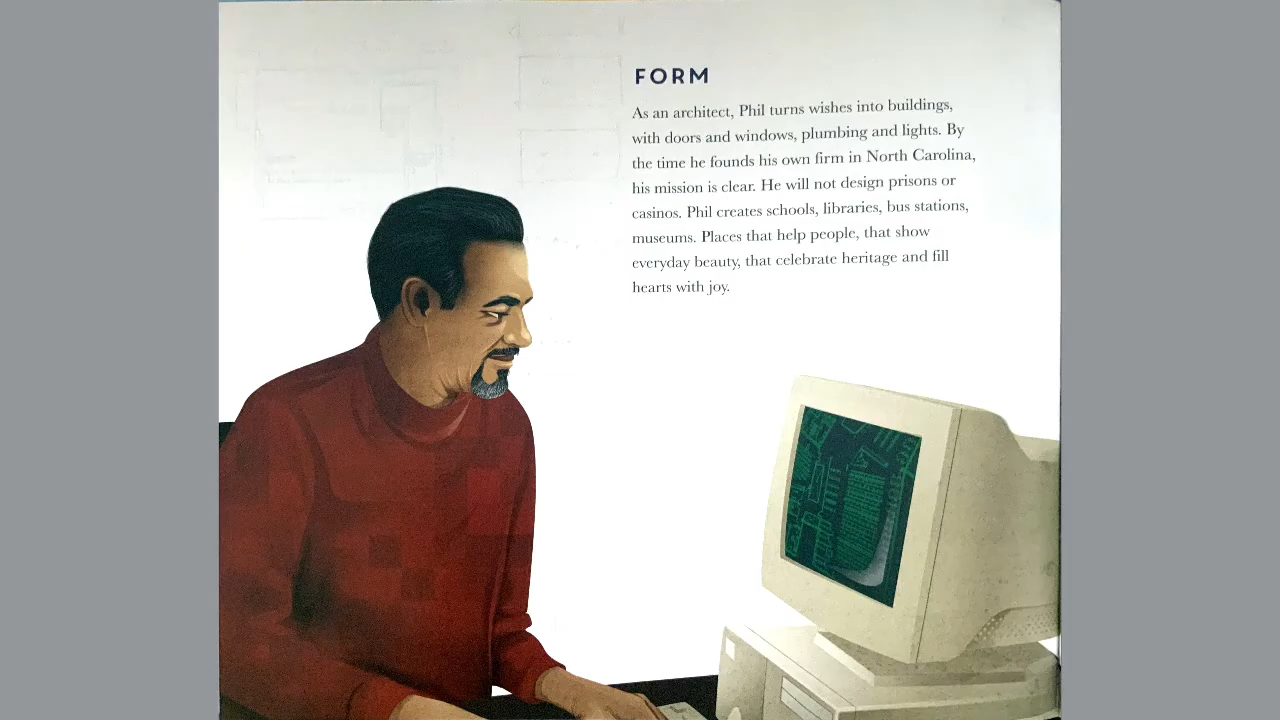 FORM
As an architect, Phil turns wishes into buildings,
with doors and windows, plumbing and lights. By
the time he founds his own firm in North Carolina,
his mission is clear. He will not design prisons or
casinos. Phil creates schools, libraries, bus stations,
museums. Places that help people, that show
everyday beauty, that celebrate heritage and fill
hearts with joy.